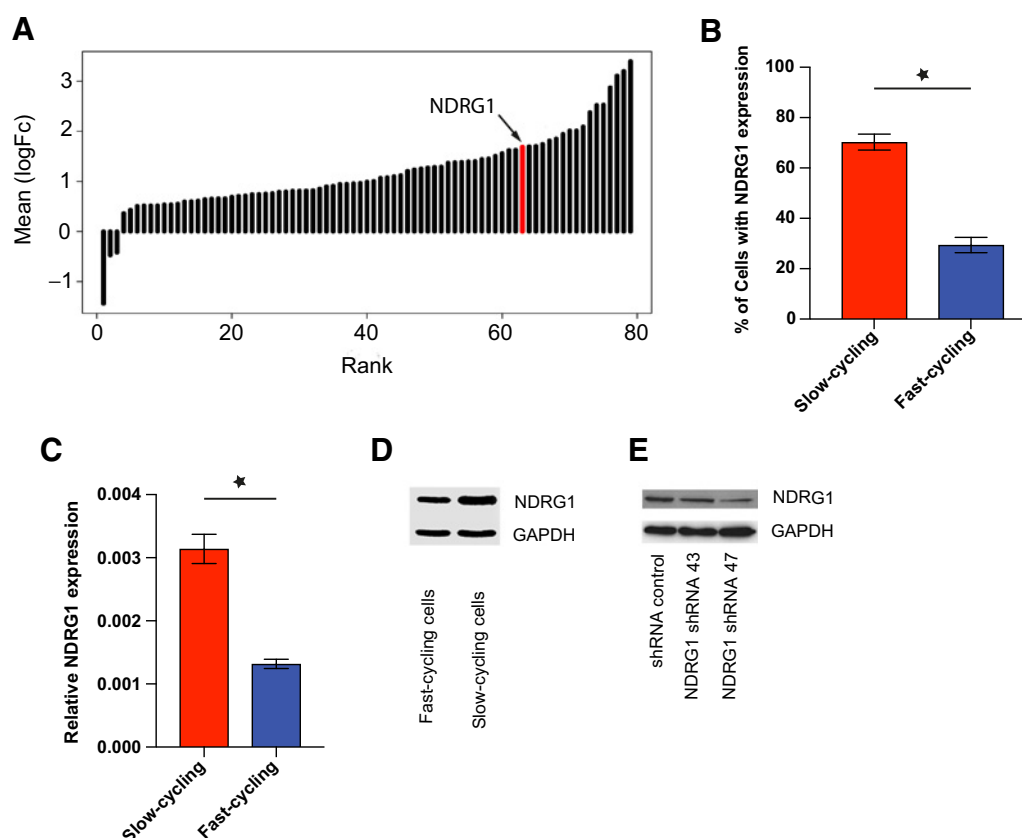 A
Mean (logFc)
3
2
1
0
−1
NDRG1
0 20 40 60 80
Rank
B
% of Cells with NDRG1 expression
100
80
60
40
20
0
Slow-cycling
Fast-cycling
C
Relative NDRG1 expression
0.004
0.003
0.002
0.001
0.000
Slow-cycling
Fast-cycling
D
NDRG1
GAPDH
Fast-cycling cells
Slow-cycling cells
E
NDRG1
GAPDH
shRNA control
NDRG1 shRNA 43
NDRG1 shRNA 47